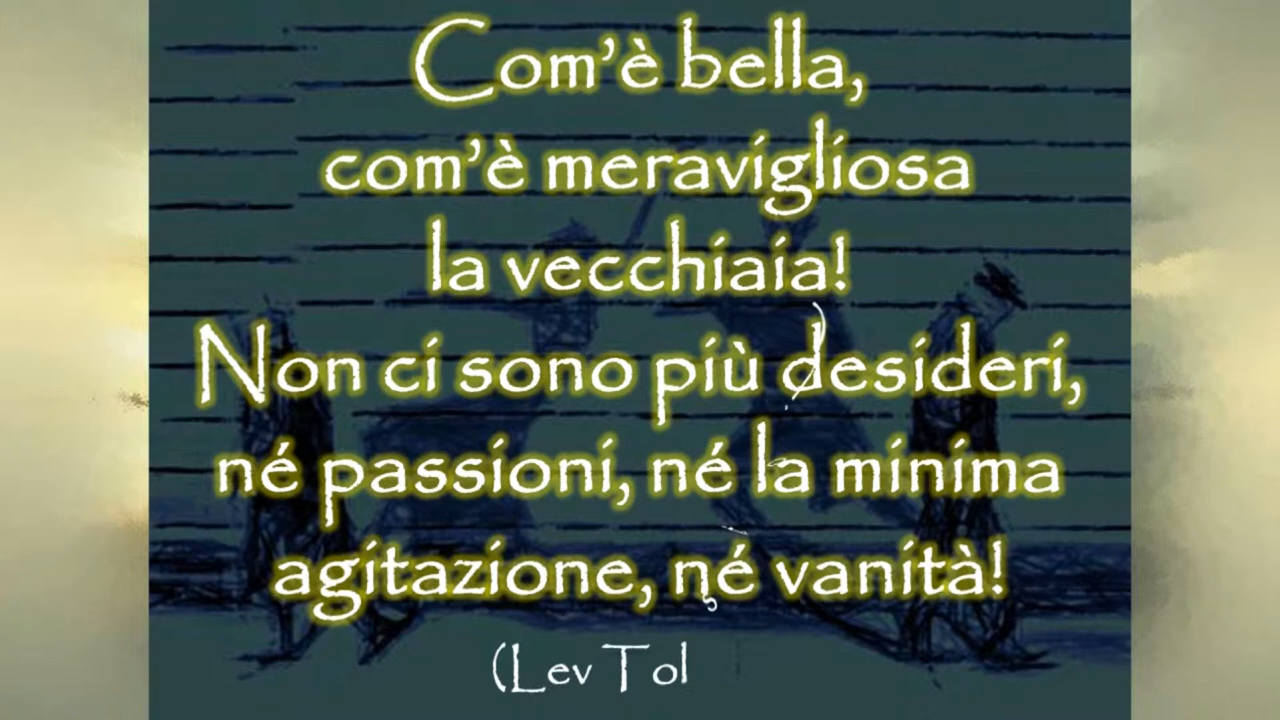 Com'è bella,
com'è meravigliosa
la vecchiaia!
Non ci sono più desideri,
né passioni, né la minima
agitazione, né vanità!
(Lev Tol